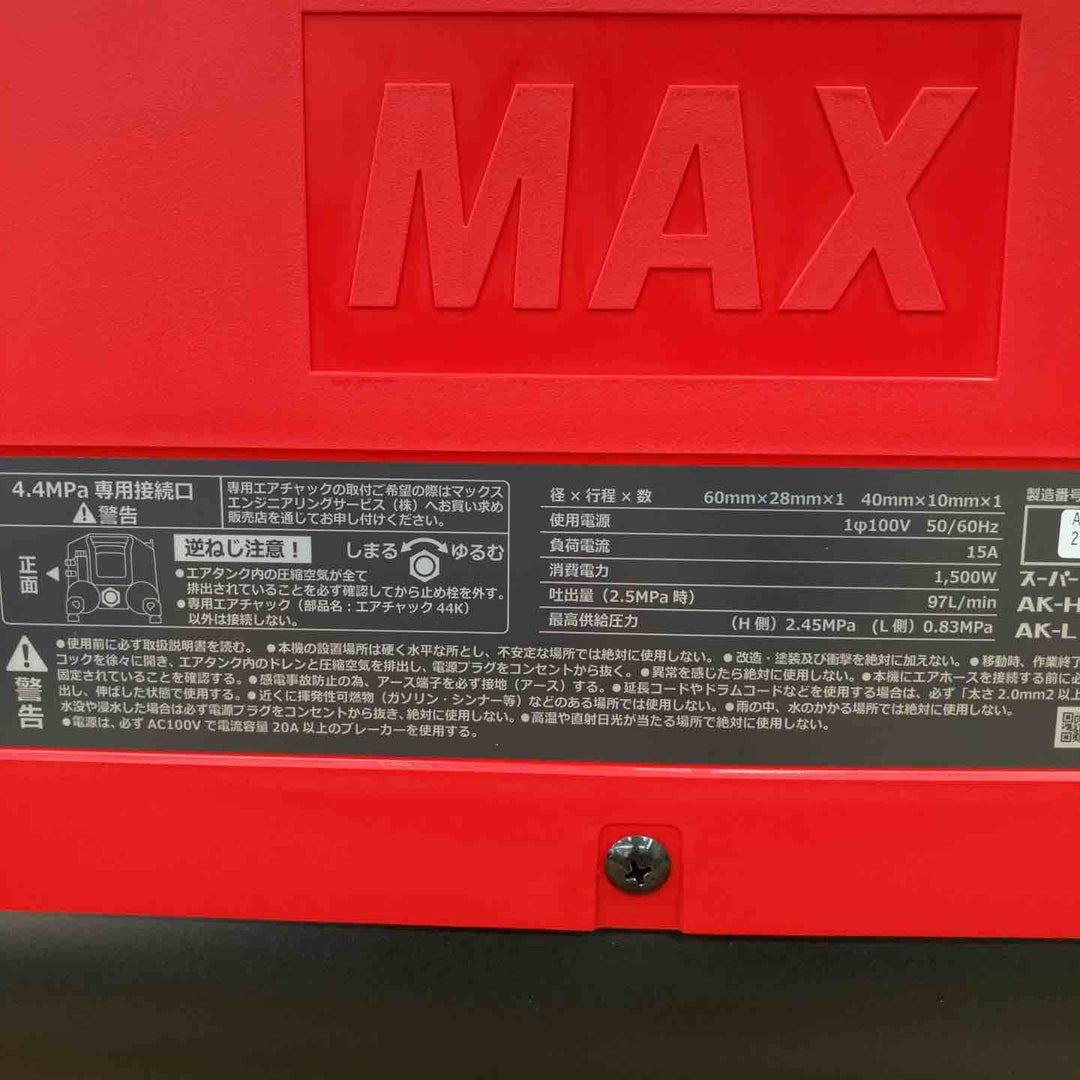 MAX
4.4MPa 専用接続口
警告
専用エアチャックの取付ご希望の際はマックス
エンジニアリングサービス（株）へお買い求め
販売店を通じてお申し付けください。
正面
逆ねじ注意！
しまる ゆるむ
●エアタンク内の圧縮空気が全て
排出されていることを必ず確認してから止め栓を外す。
●専用エアチャック（部品名：エアチャック 44K）
以外は接続しない。
径×行程×数 60mm×28mm×1 40mm×10mm×1
使用電源 1φ100V 50/60Hz
負荷電流 15A
消費電力 1,500W
吐出量（2.5MPa 時） 97L/min
最高供給圧力 （H 側）2.45MPa （L 側）0.83MPa
製造番号
A
2
スーパー
AK-H
AK-L
警告
●使用前に必ず取扱説明書を読む。 ●本機の設置場所は硬く水平な所とし、不安定な場所では絶対に使用しない。 ●改造・塗装及び衝撃を絶対に加えない。 ●移動時、作業終了
コックを徐々に開き、エアタンク内のドレンと圧縮空気を排出し、電源プラグをコンセントから抜く。 ●異常を感じたら絶対に使用しない。 ●本機にエアホースを接続する前に必
固定されていることを確認する。 ●感電事故防止の為、アース端子を必ず接地（アース）する。 ●延長コードやドラムコードなどを使用する場合は、必ず「太さ 2.0mm2 以上
出し、伸ばした状態で使用する。 ●近くに揮発性可燃物（ガソリン・シンナー等）などのある場所では使用しない。 ●雨の中、水のかかる場所では絶対に使用しない。
水没や浸水した場合は必ず電源プラグをコンセントから抜き、絶対に使用しない。 ●高温や直射日光が当たる場所で絶対に使用しない。
●電源は、必ず AC100V で電流容量 20A 以上のブレーカーを使用する。